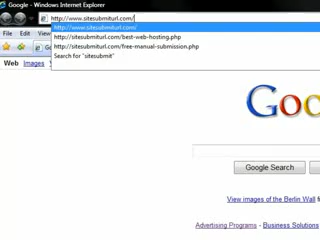 Google - Windows Internet Explorer
http://www.sitesubmiturl.com/
http://www.sitesubmiturl.com/
http://sitesubmiturl.com/best-web-hosting.php
http://sitesubmiturl.com/free-manual-submission.php
Search for "sitesubmit"
File Edit View
Web Images
Goo
Google Search
View images of the Berlin Wall f
Advertising Programs - Business Solutions